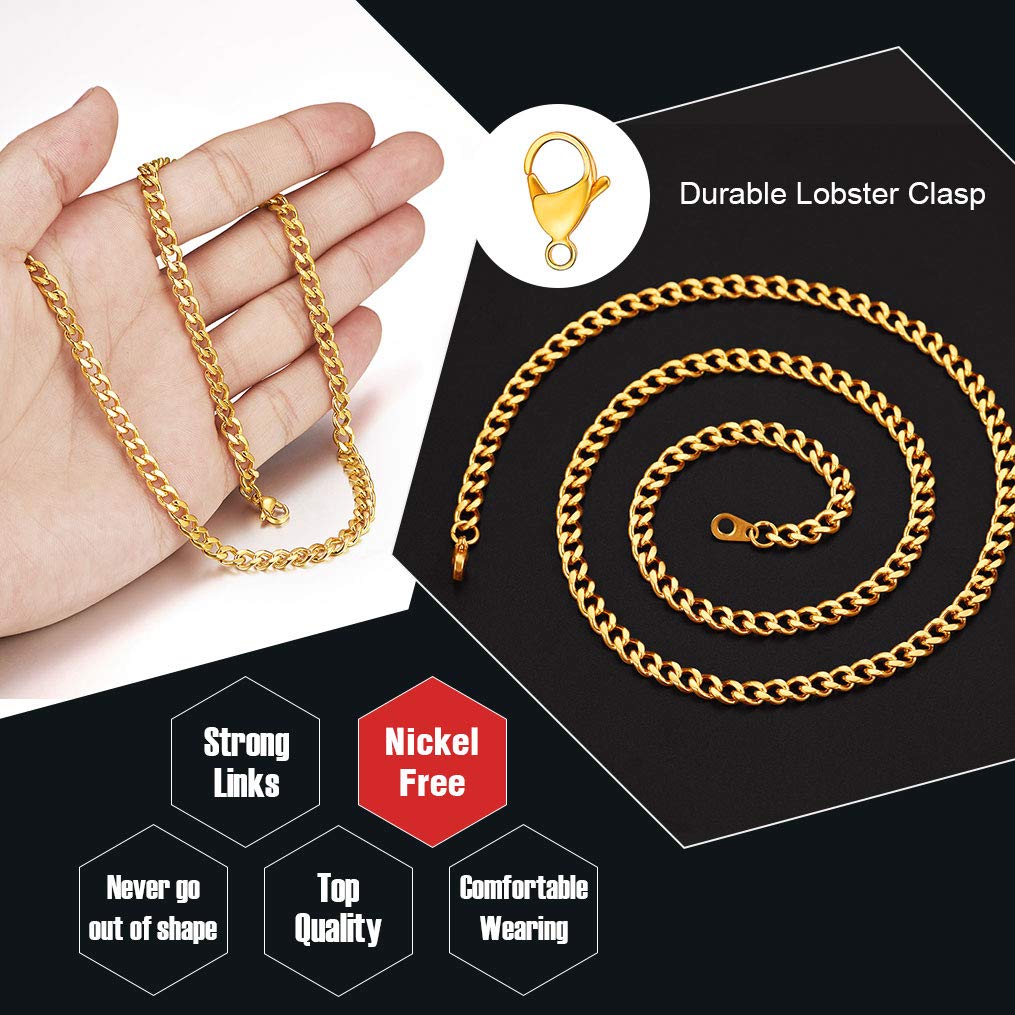 Durable Lobster Clasp
Strong
Links
Nickel
Free
Never go
out of shape
Top
Quality
Comfortable
Wearing